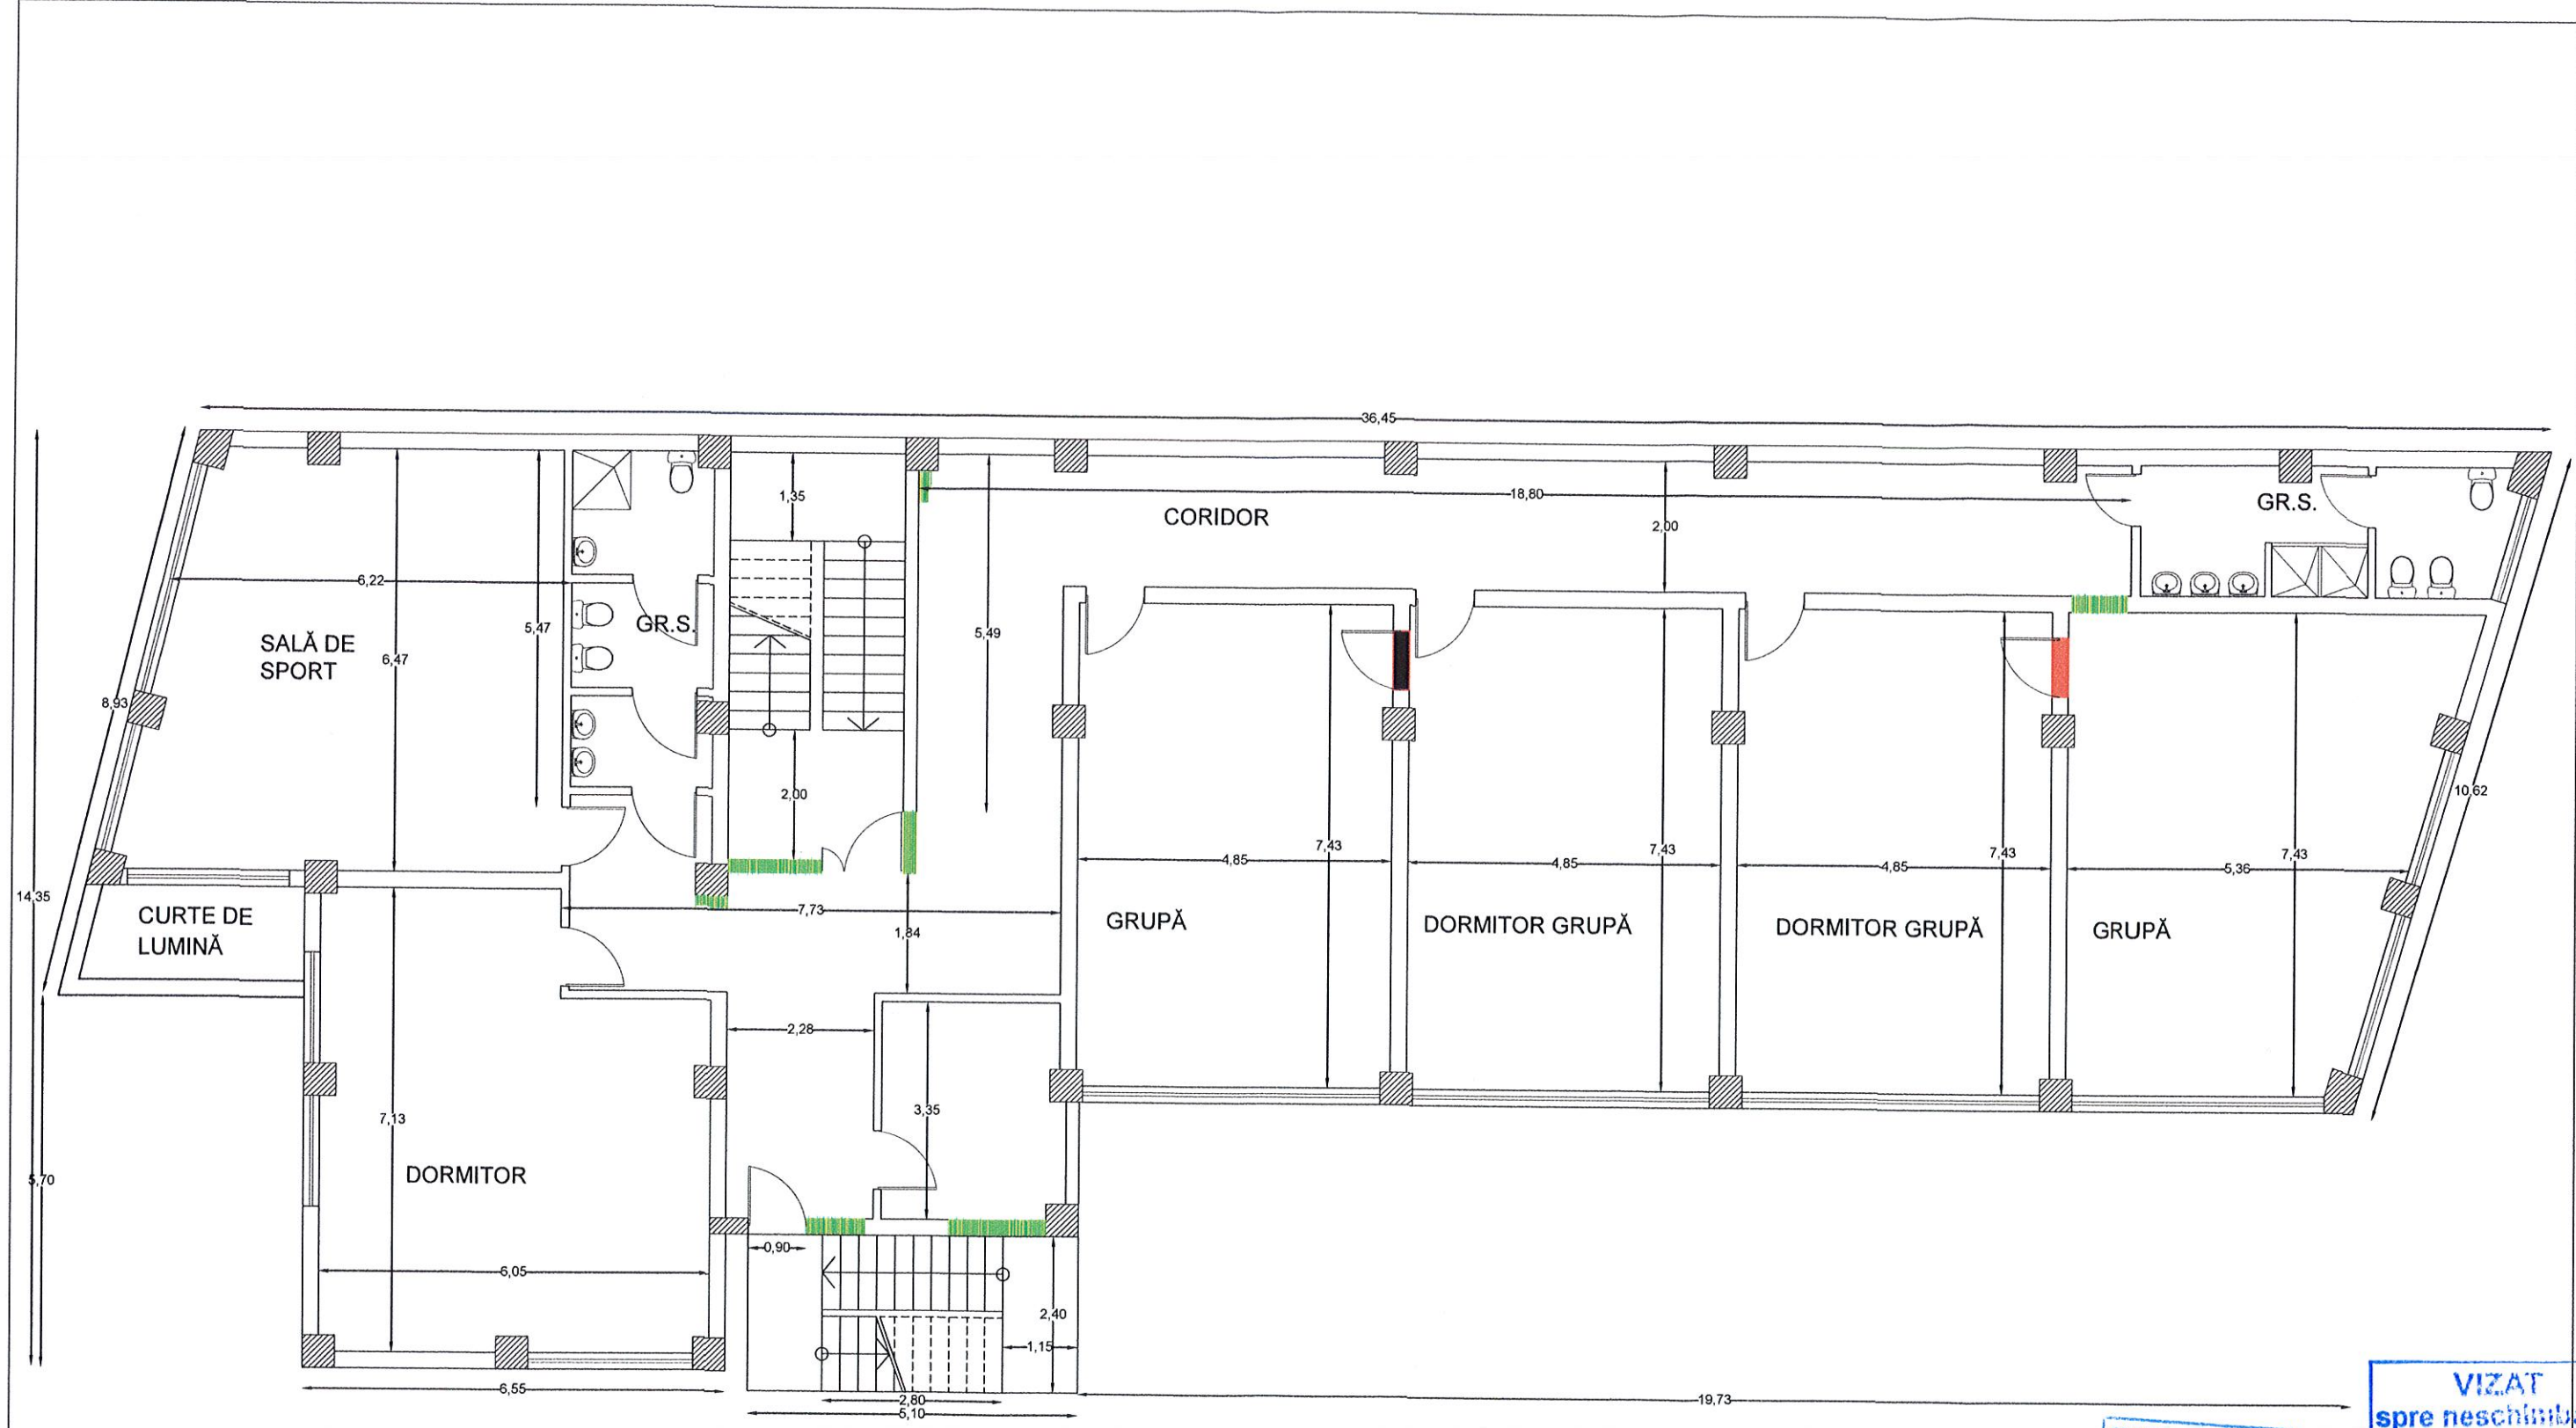 36,45
1,35
18,80
CORIDOR
2,00
GR.S.
6,22
5,47
GR.S.
5,49
SALĂ DE
SPORT
6,47
8,93
2,00
10,62
7,43
7,43
7,43
7,43
4,85
4,85
4,85
5,36
14,35
CURTE DE
LUMINĂ
7,73
1,84
GRUPĂ
DORMITOR GRUPĂ
DORMITOR GRUPĂ
GRUPĂ
2,28
3,35
7,13
5,70
DORMITOR
0,90
6,05
2,40
1,15
6,55
2,80
5,10
19,73
VIZAT
spre neschimb